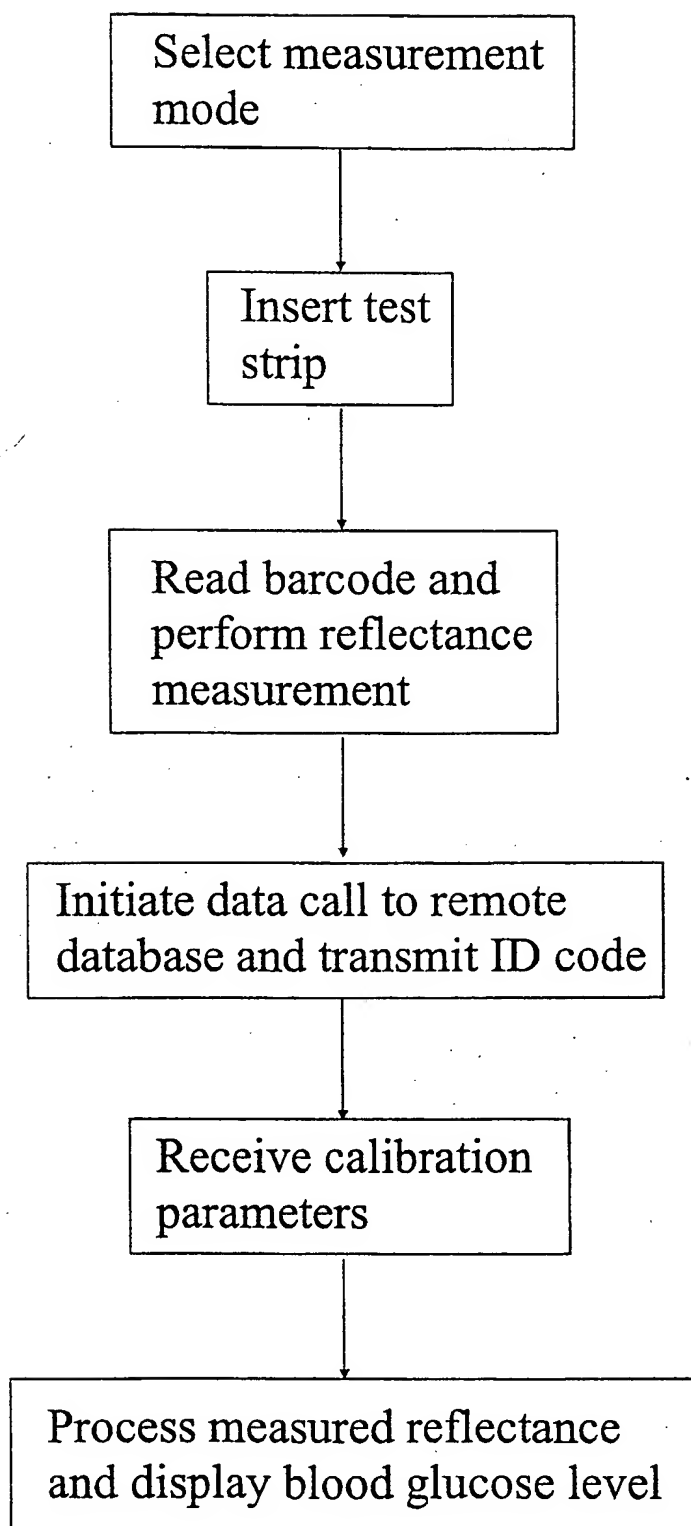 Select measurement
mode
Insert test
strip
Read barcode and
perform reflectance
measurement
Initiate data call to remote
database and transmit ID code
Receive calibration
parameters
Process measured reflectance
and display blood glucose level